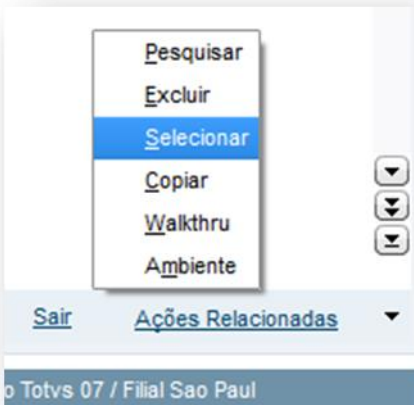 Pesquisar
Excluir
Selecionar
Copiar
Walkthru
Ambiente
Sair Ações Relacionadas
o Totvs 07 / Filial Sao Paul